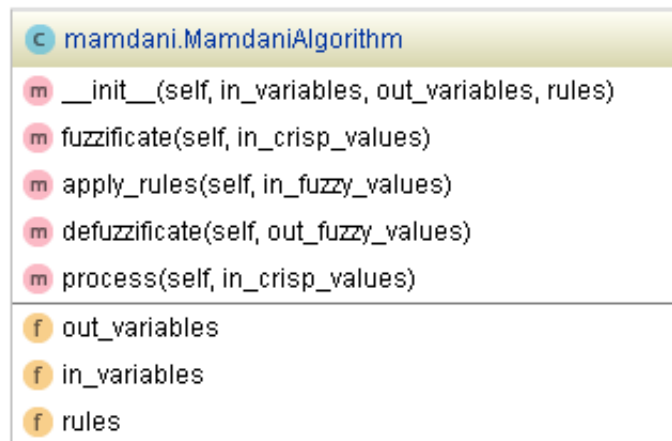 C mamdani.MamdaniAlgorithm
m __init__(self, in_variables, out_variables, rules)
m fuzzificate(self, in_crisp_values)
m apply_rules(self, in_fuzzy_values)
m defuzzificate(self, out_fuzzy_values)
m process(self, in_crisp_values)
f out_variables
f in_variables
f rules